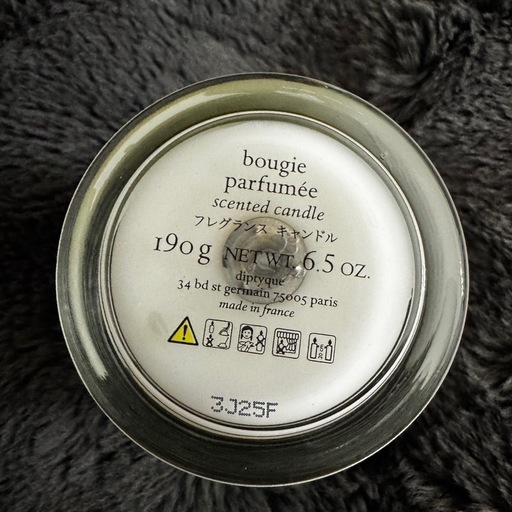 bougie
parfumée
scented candle
フレグランス キャンドル
190 g NET WT. 6.5 OZ.
diptyque
34 bd st germain 75005 paris
made in france
3J25F